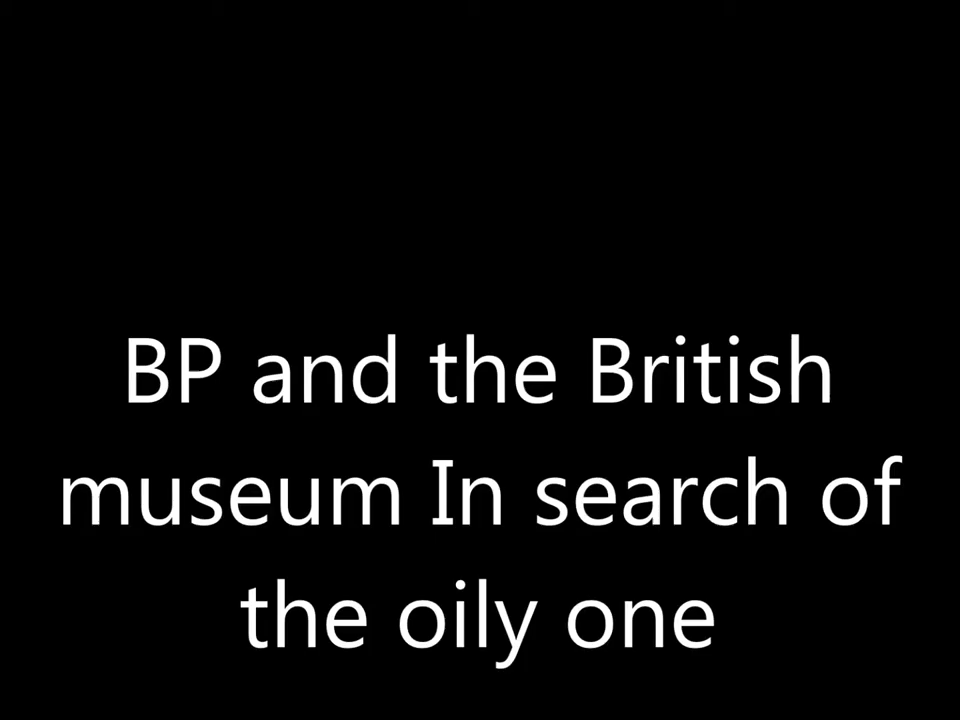 BP and the British
museum In search of
the oily one